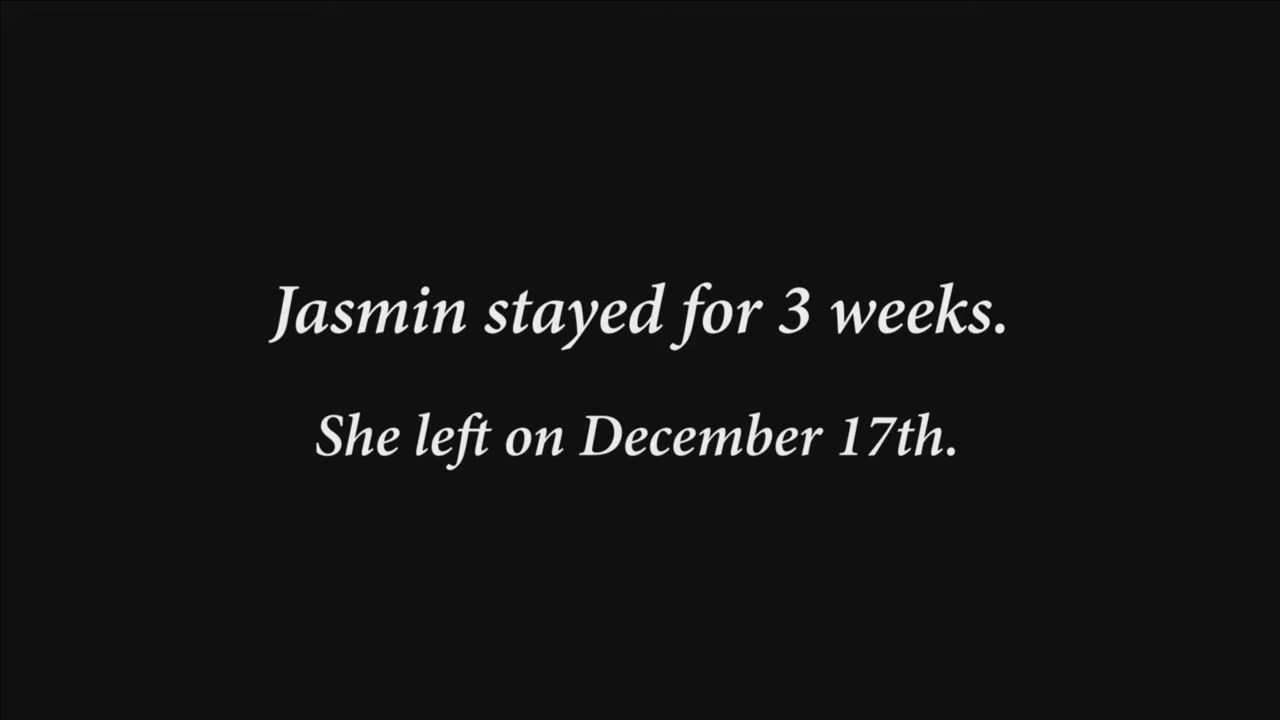 Jasmin stayed for 3 weeks.
She left on December 17th.